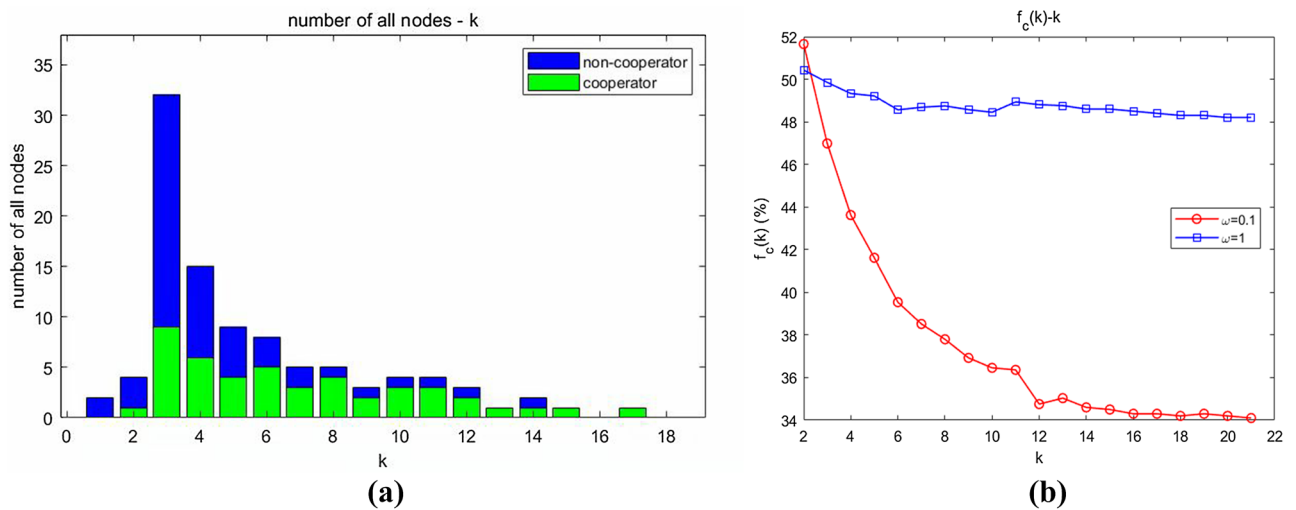 number of all nodes - k
number of all nodes
35
30
25
20
15
10
5
0
non-cooperator
cooperator
0 2 4 6 8 10 12 14 16 18
k
(a)
f_c(k)-k
f_c(k) (%)
52
50
48
46
44
42
40
38
36
34
ω=0.1
ω=1
2 4 6 8 10 12 14 16 18 20 22
k
(b)